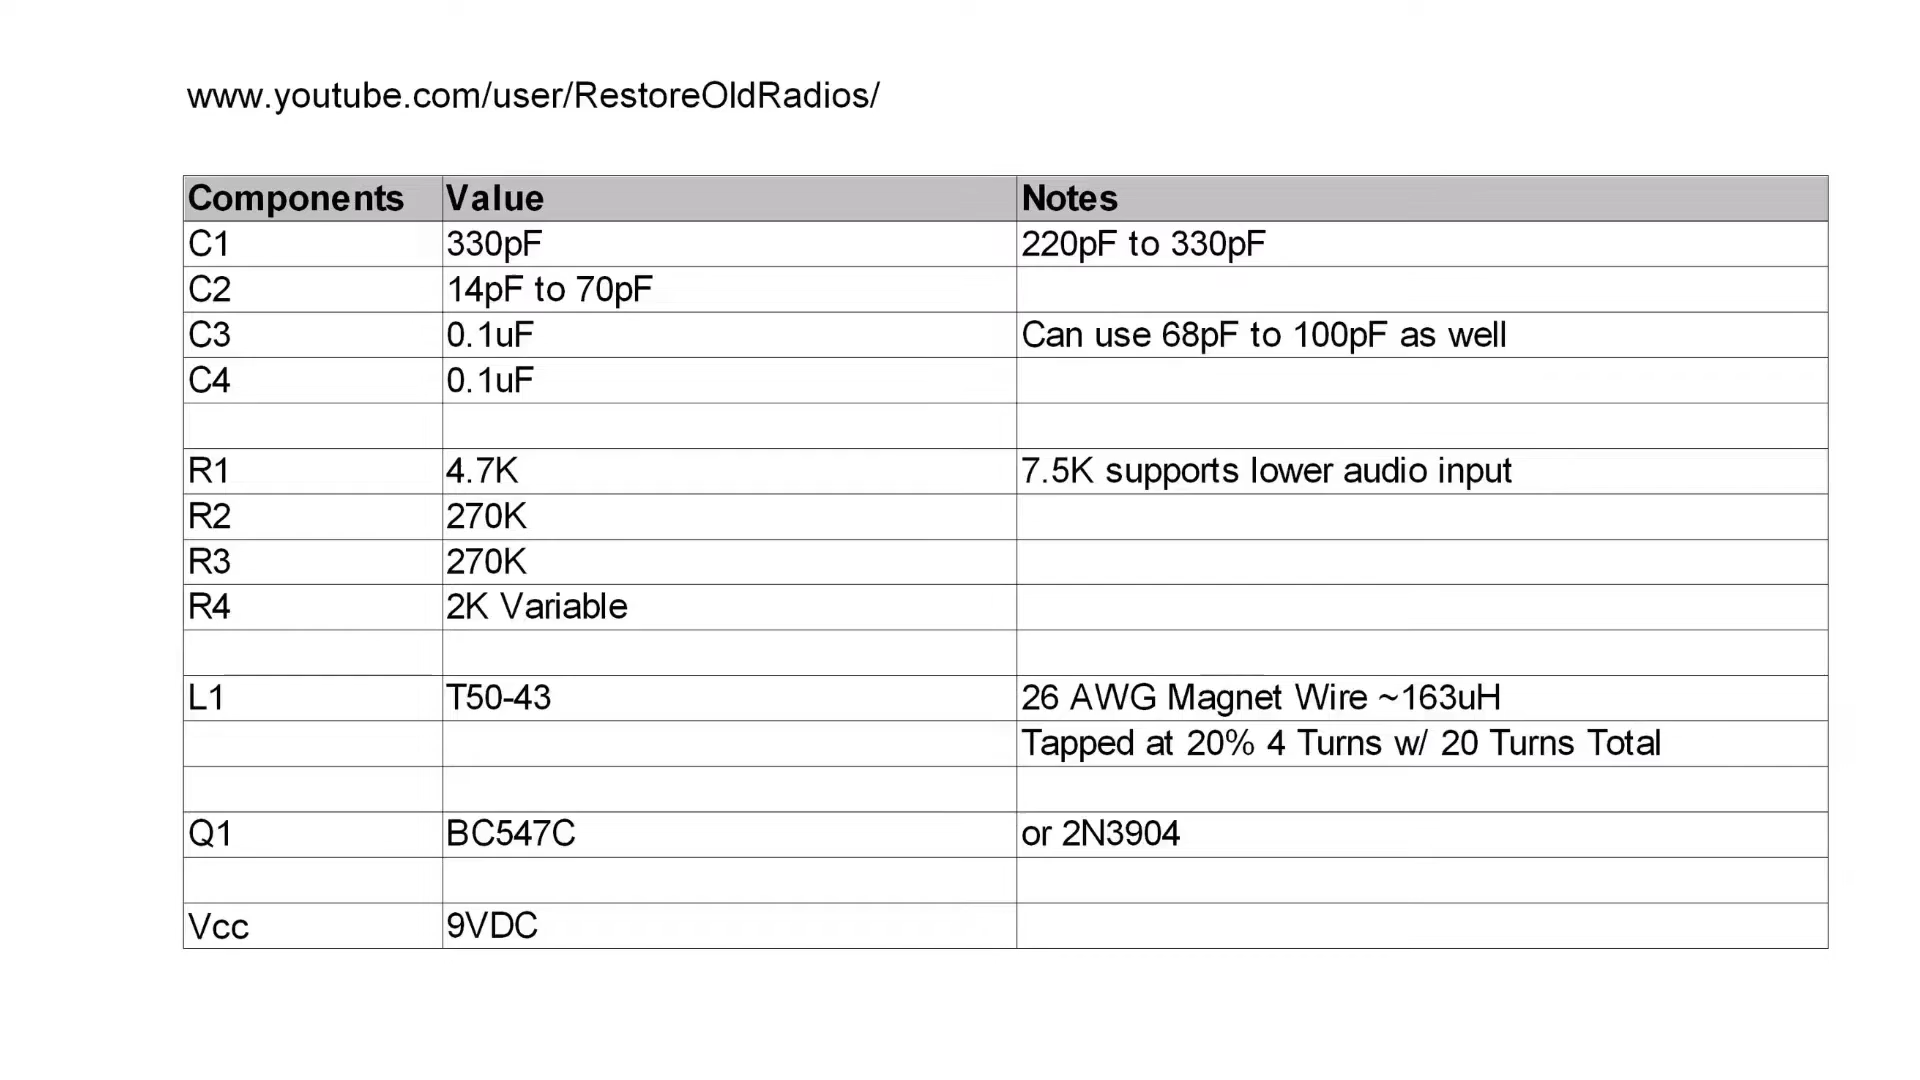 www.youtube.com/user/RestoreOldRadios/
Components Value Notes
C1 330pF 220pF to 330pF
C2 14pF to 70pF
C3 0.1uF Can use 68pF to 100pF as well
C4 0.1uF
R1 4.7K 7.5K supports lower audio input
R2 270K
R3 270K
R4 2K Variable
L1 T50-43 26 AWG Magnet Wire ~163uH
Tapped at 20% 4 Turns w/ 20 Turns Total
Q1 BC547C or 2N3904
Vcc 9VDC